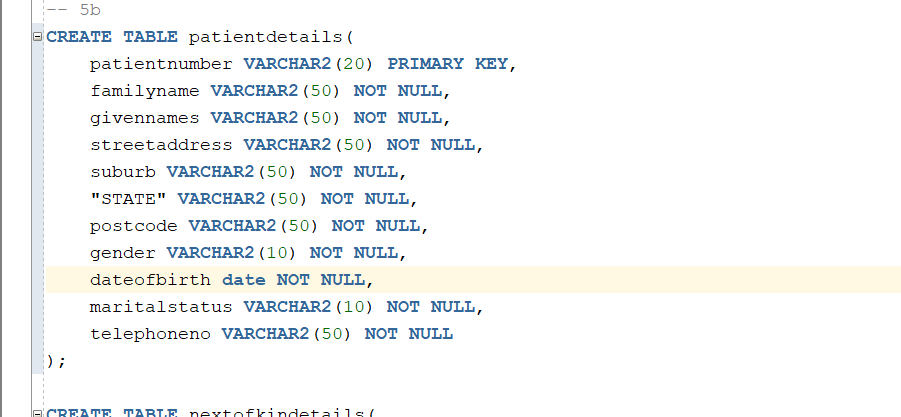 -- 5b
CREATE TABLE patientdetails(
    patientnumber VARCHAR2(20) PRIMARY KEY,
    familyname VARCHAR2(50) NOT NULL,
    givennames VARCHAR2(50) NOT NULL,
    streetaddress VARCHAR2(50) NOT NULL,
    suburb VARCHAR2(50) NOT NULL,
    "STATE" VARCHAR2(50) NOT NULL,
    postcode VARCHAR2(50) NOT NULL,
    gender VARCHAR2(10) NOT NULL,
    dateofbirth date NOT NULL,
    maritalstatus VARCHAR2(10) NOT NULL,
    telephoneno VARCHAR2(50) NOT NULL
);
CREATE TABLE nextofkindetails(